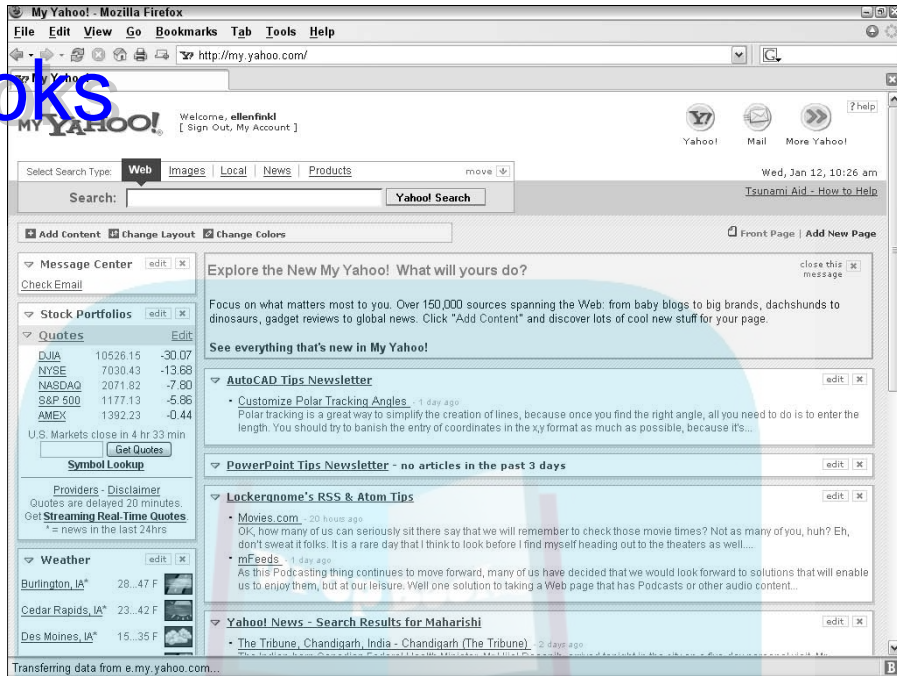 My Yahoo! - Mozilla Firefox
File Edit View Go Bookmarks Tab Tools Help
http://my.yahoo.com/
My Yahoo!
oks
MY YAHOO!
Welcome, ellenfinkl
[ Sign Out, My Account ]
? help
Yahoo! Mail More Yahoo!
Select Search Type: Web Images | Local | News | Products move
Wed, Jan 12, 10:26 am
Search: Yahoo! Search
Tsunami Aid - How to Help
Add Content Change Layout Change Colors
Front Page | Add New Page
Message Center edit x
Check Email
Stock Portfolios edit x
Quotes Edit
DJIA 10526.15 -30.07
NYSE 7030.43 -13.68
NASDAQ 2071.82 -7.80
S&P 500 1177.13 -5.86
AMEX 1392.23 -0.44
U.S. Markets close in 4 hr 33 min
Get Quotes
Symbol Lookup
Providers - Disclaimer
Quotes are delayed 20 minutes.
Get Streaming Real-Time Quotes.
* = news in the last 24hrs
Weather edit x
Burlington, IA* 28...47 F
Cedar Rapids, IA* 23...42 F
Des Moines, IA* 15...35 F
Explore the New My Yahoo! What will yours do?
close this x
message
Focus on what matters most to you. Over 150,000 sources spanning the Web: from baby blogs to big brands, dachshunds to
dinosaurs, gadget reviews to global news. Click "Add Content" and discover lots of cool new stuff for your page.
See everything that's new in My Yahoo!
AutoCAD Tips Newsletter edit x
• Customize Polar Tracking Angles - 1 day ago
Polar tracking is a great way to simplify the creation of lines, because once you find the right angle, all you need to do is to enter the
length. You should try to banish the entry of coordinates in the x,y format as much as possible, because it's...
PowerPoint Tips Newsletter - no articles in the past 3 days edit x
Lockergnome's RSS & Atom Tips edit x
• Movies.com - 20 hours ago
OK, how many of us can seriously sit there say that we will remember to check those movie times? Not as many of you, huh? Eh,
don't sweat it folks. It is a rare day that I think to look before I find myself heading out to the theaters as well....
• mFeeds - 1 day ago
As this Podcasting thing continues to move forward, many of us have decided that we would look forward to solutions that will enable
us to enjoy them, but at our leisure. Well one solution to taking a Web page that has Podcasts or other audio content...
Yahoo! News - Search Results for Maharishi edit x
• The Tribune, Chandigarh, India - Chandigarh (The Tribune) - 2 days ago
Transferring data from e.my.yahoo.com...